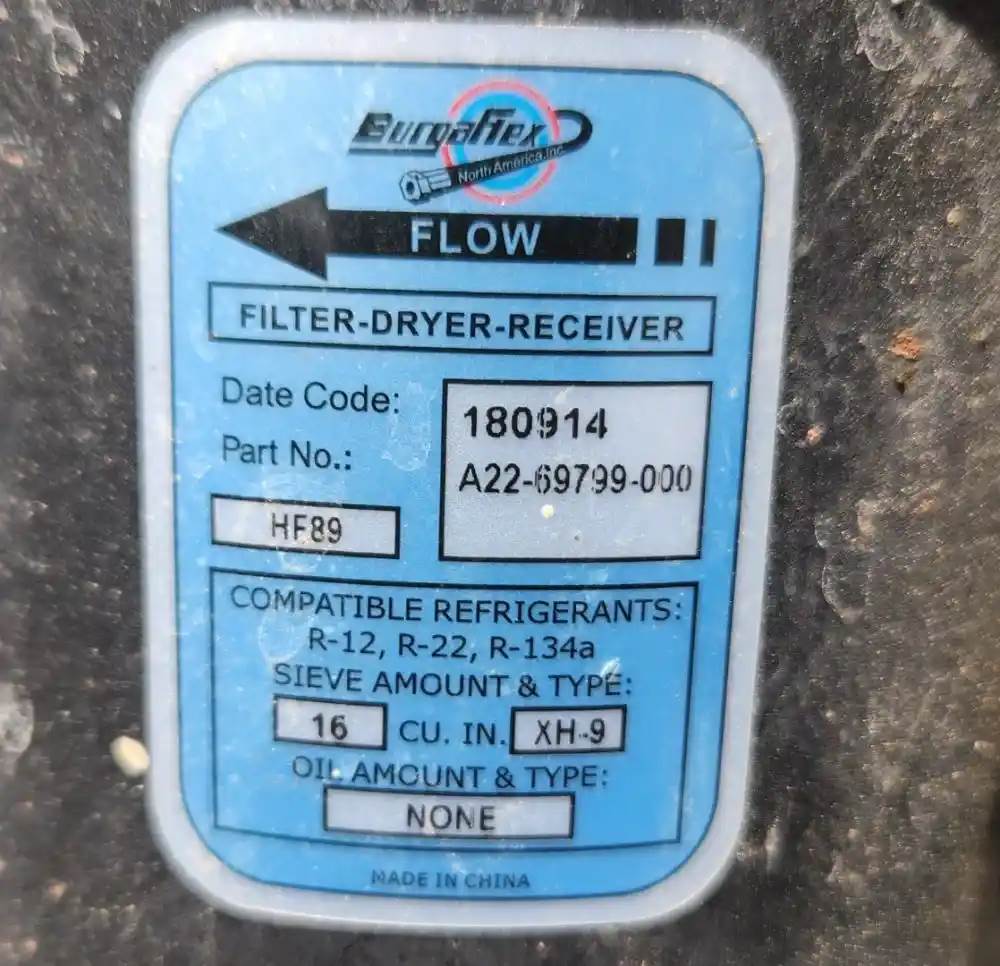 Burgaflex
North America, Inc.
FLOW
FILTER-DRYER-RECEIVER
Date Code: 180914
Part No.: A22-69799-000
HF89
COMPATIBLE REFRIGERANTS:
R-12, R-22, R-134a
SIEVE AMOUNT & TYPE:
16 CU. IN. XH-9
OIL AMOUNT & TYPE:
NONE
MADE IN CHINA